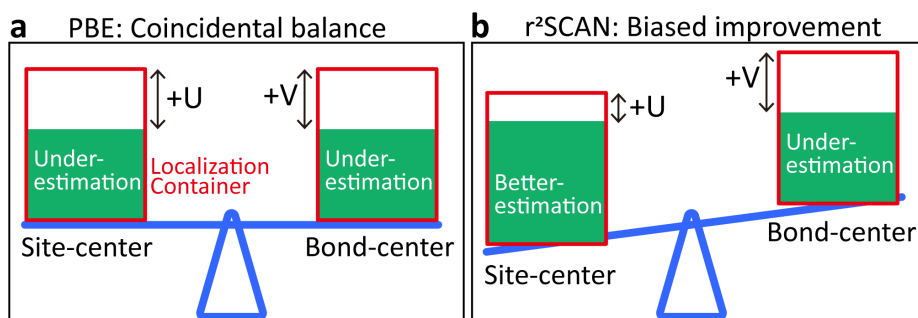 a PBE: Coincidental balance
+U
+V
Under-
estimation
Localization
Container
Under-
estimation
Site-center
Bond-center
b r²SCAN: Biased improvement
+U
+V
Better-
estimation
Under-
estimation
Site-center
Bond-center